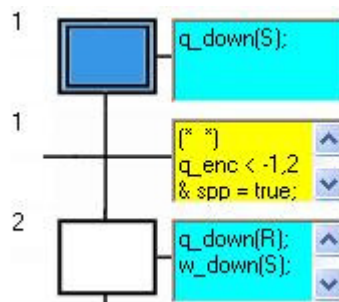 1
q_down(S);
1
(* *)
q_enc < -1,2
& spp = true;
2
q_down(R);
w_down(S);